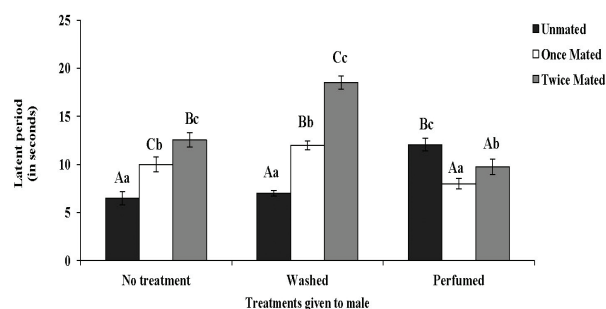 Latent period
(in seconds)
25
20
15
10
5
0
Aa
Cb
Bc
Aa
Bb
Cc
Bc
Aa
Ab
No treatment
Washed
Perfumed
Treatments given to male
Unmated
Once Mated
Twice Mated